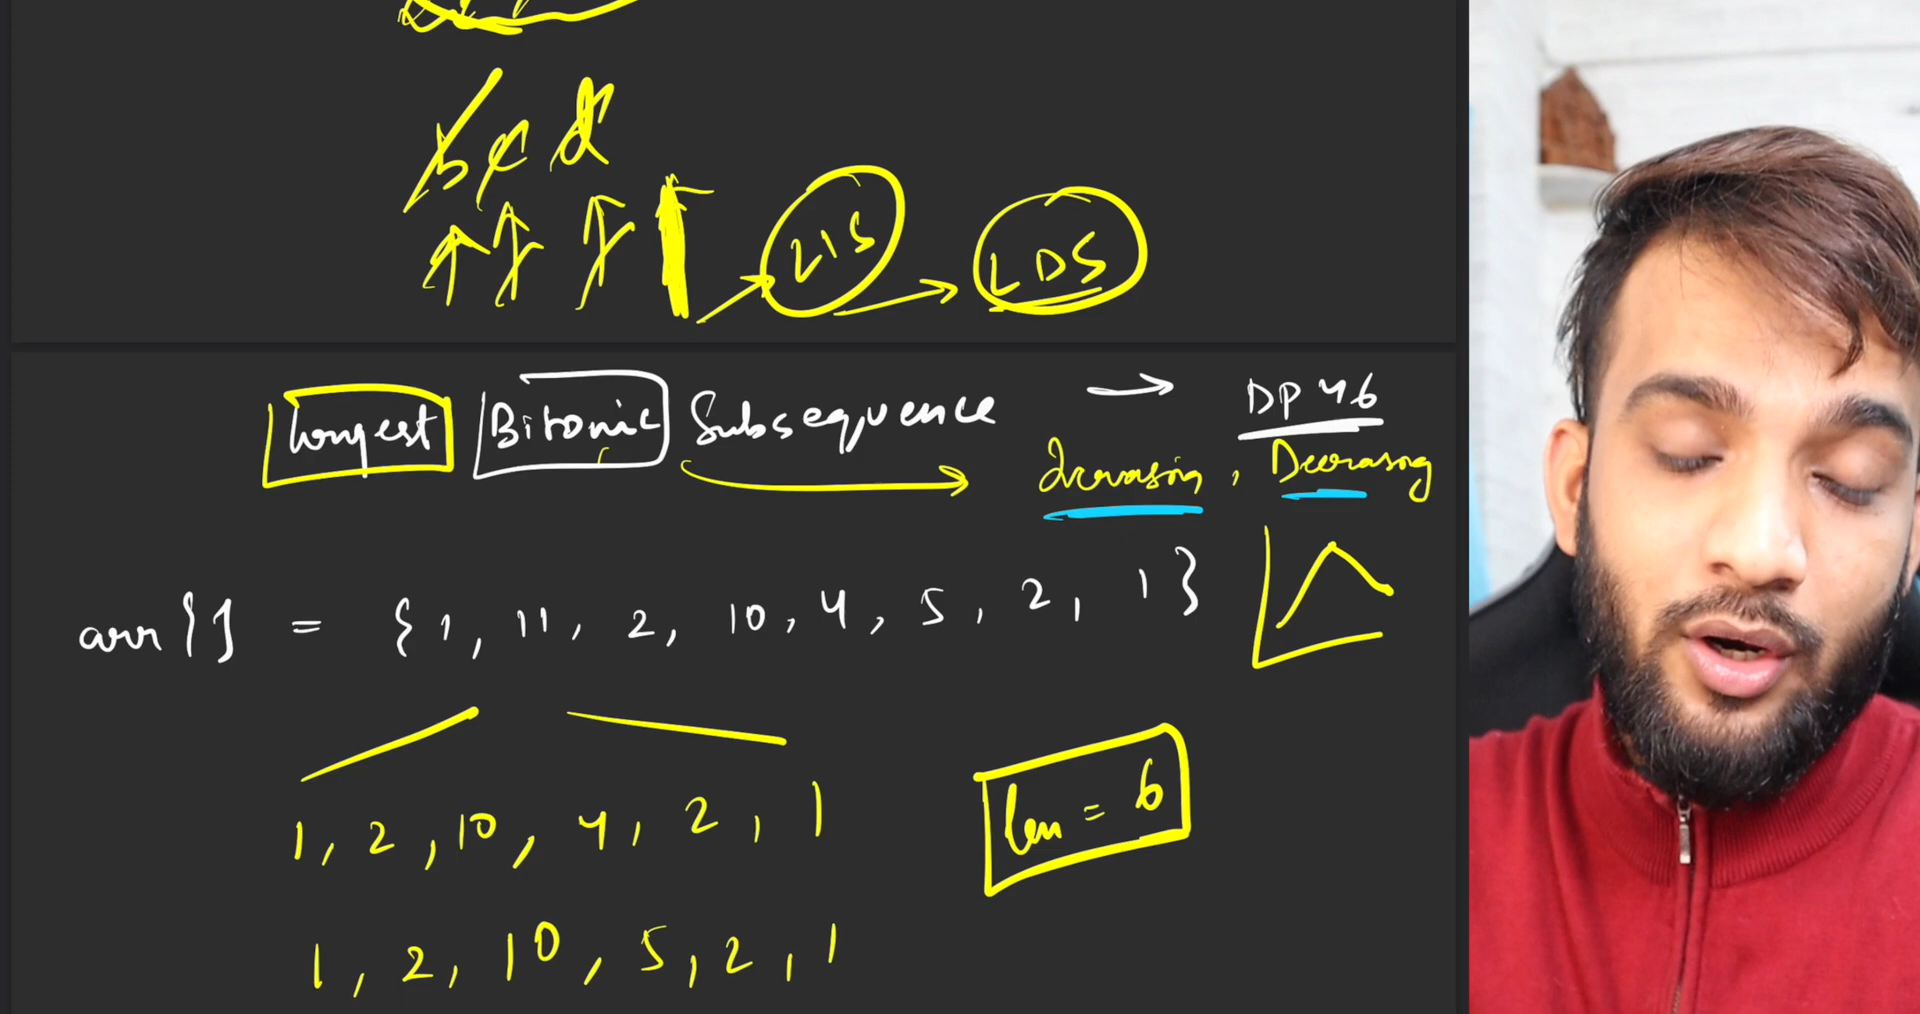 b c d
LIS LDS
Longest Bitonic Subsequence → DP 46
Increasing, Decreasing
arr[] = {1, 11, 2, 10, 4, 5, 2, 1}
1, 2, 10, 4, 2, 1
len = 6
1, 2, 10, 5, 2, 1